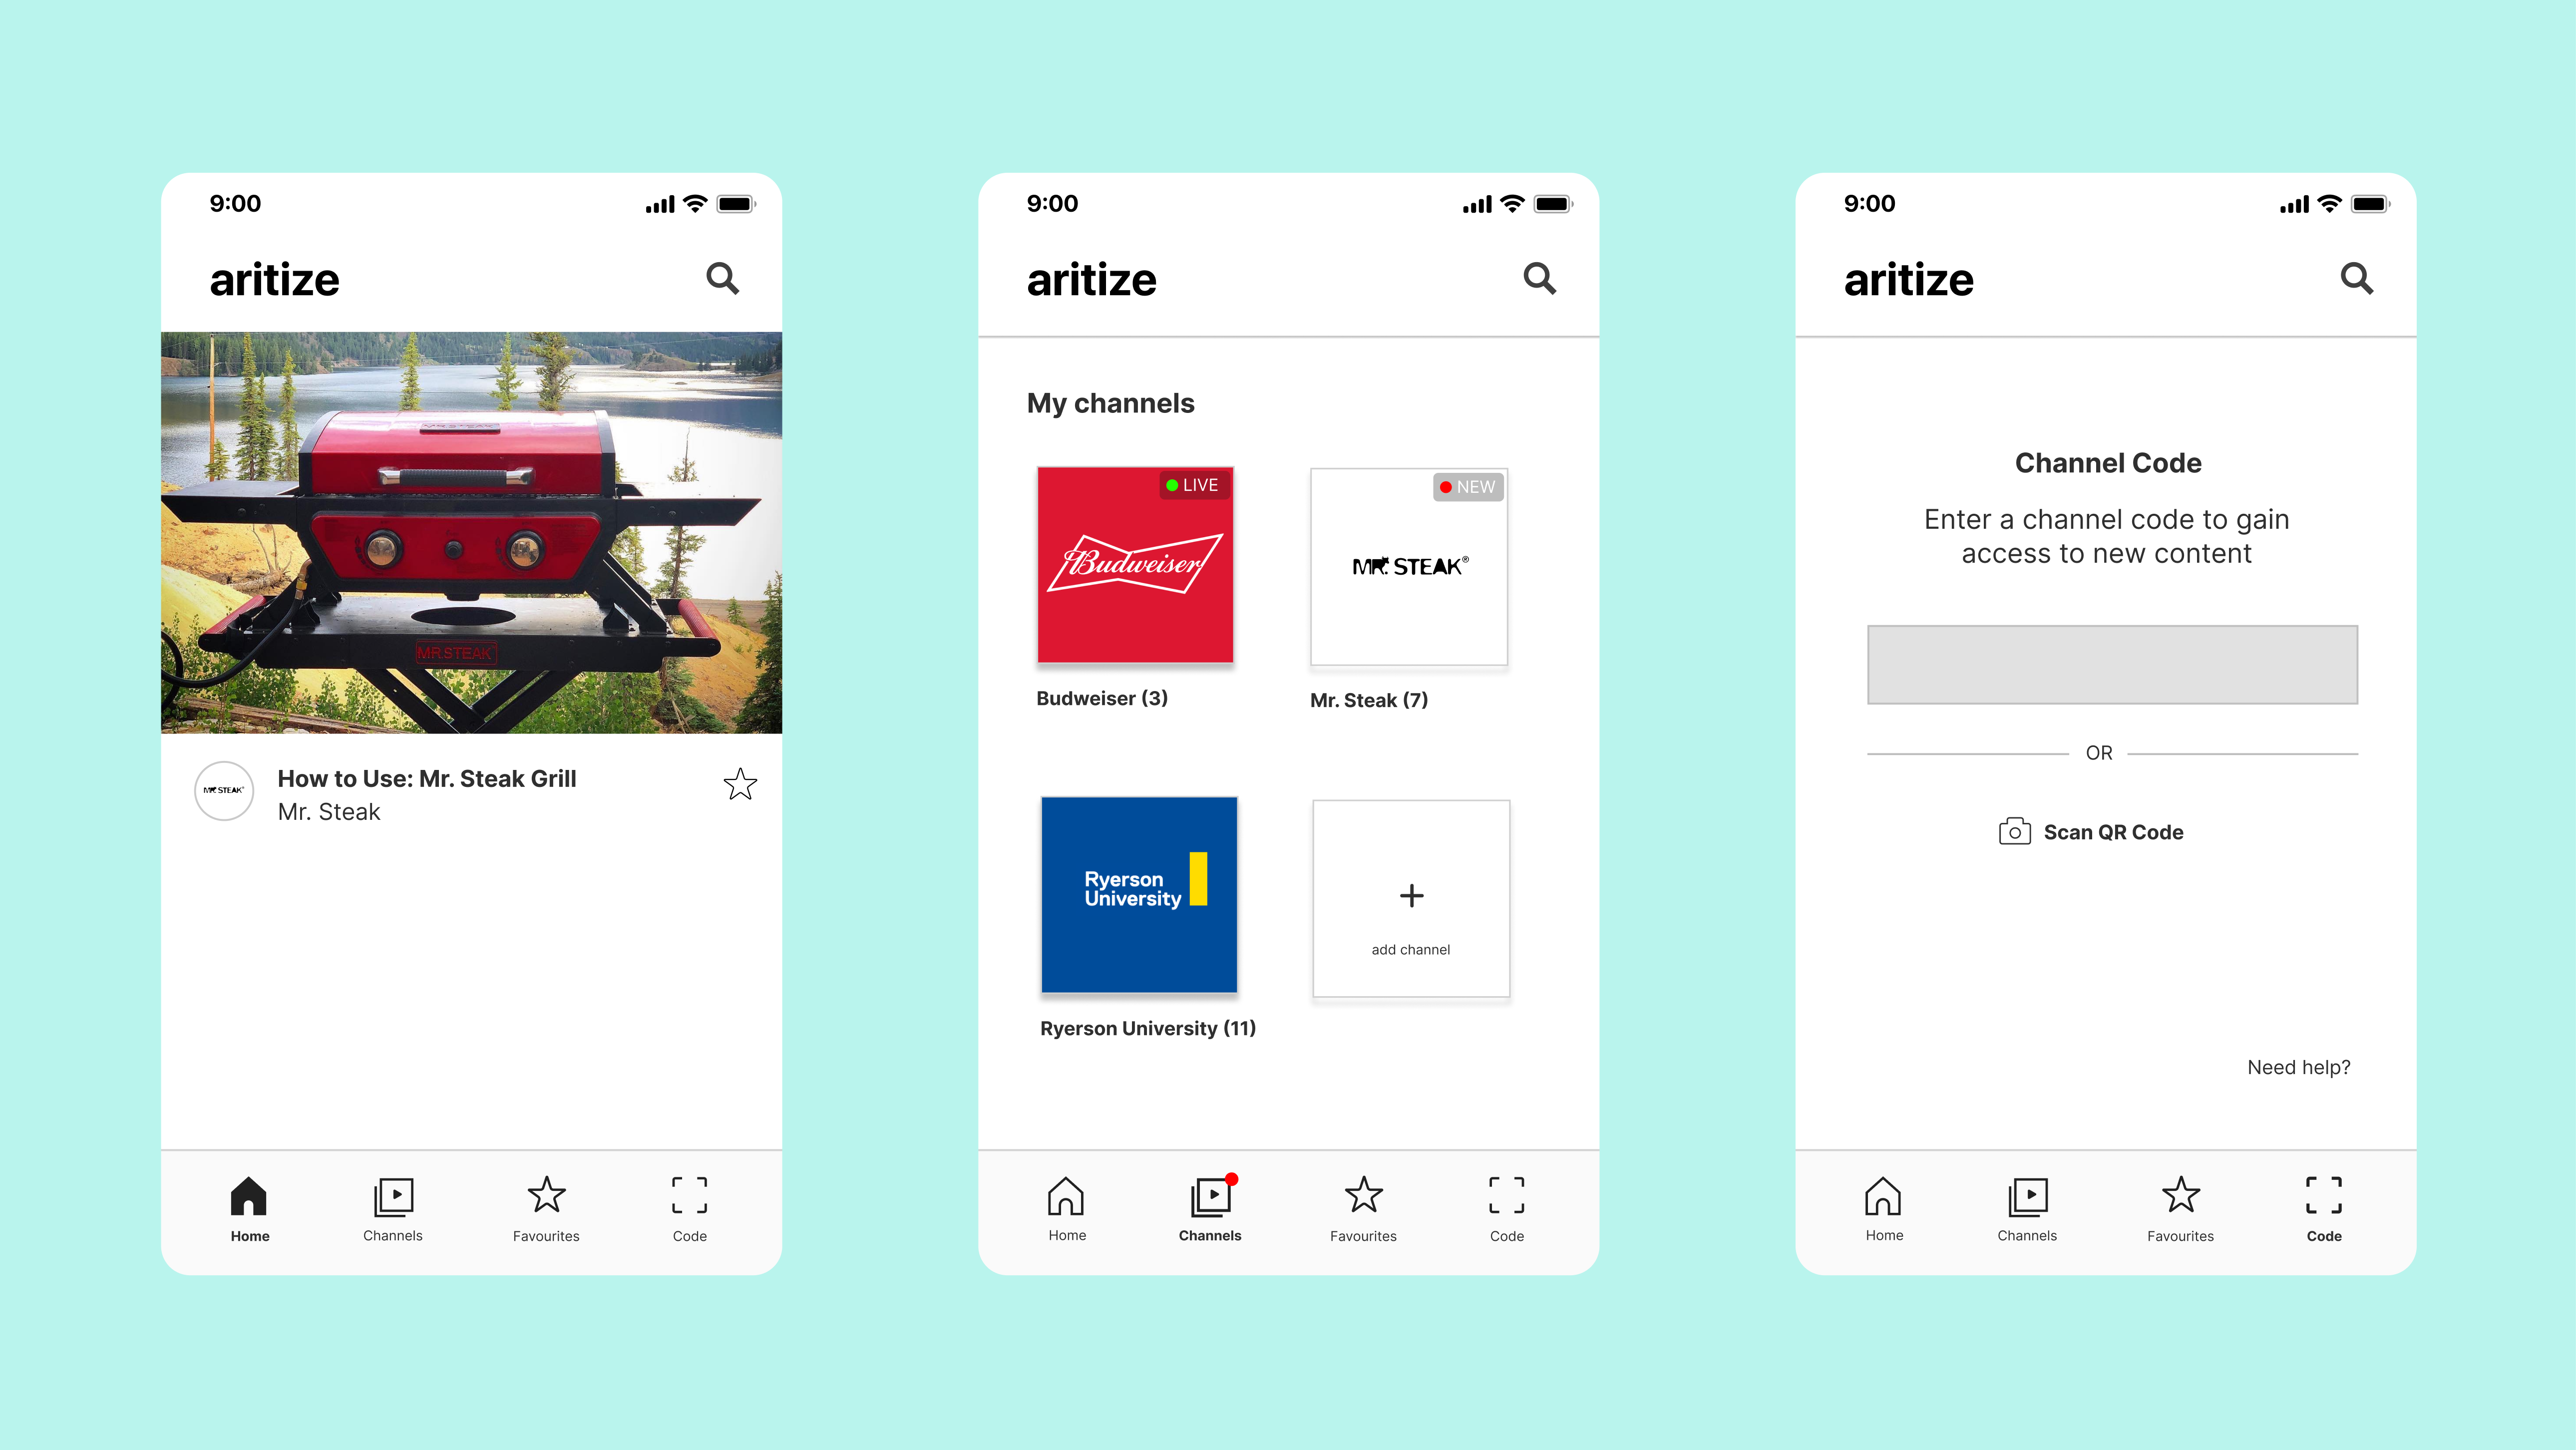 9:00
aritize
MR.STEAK
MR. STEAK®
How to Use: Mr. Steak Grill
Mr. Steak
Home
Channels
Favourites
Code
9:00
aritize
My channels
LIVE
Budweiser
Budweiser (3)
NEW
MR. STEAK®
Mr. Steak (7)
Ryerson
University
Ryerson University (11)
+
add channel
Home
Channels
Favourites
Code
9:00
aritize
Channel Code
Enter a channel code to gain
access to new content
OR
Scan QR Code
Need help?
Home
Channels
Favourites
Code